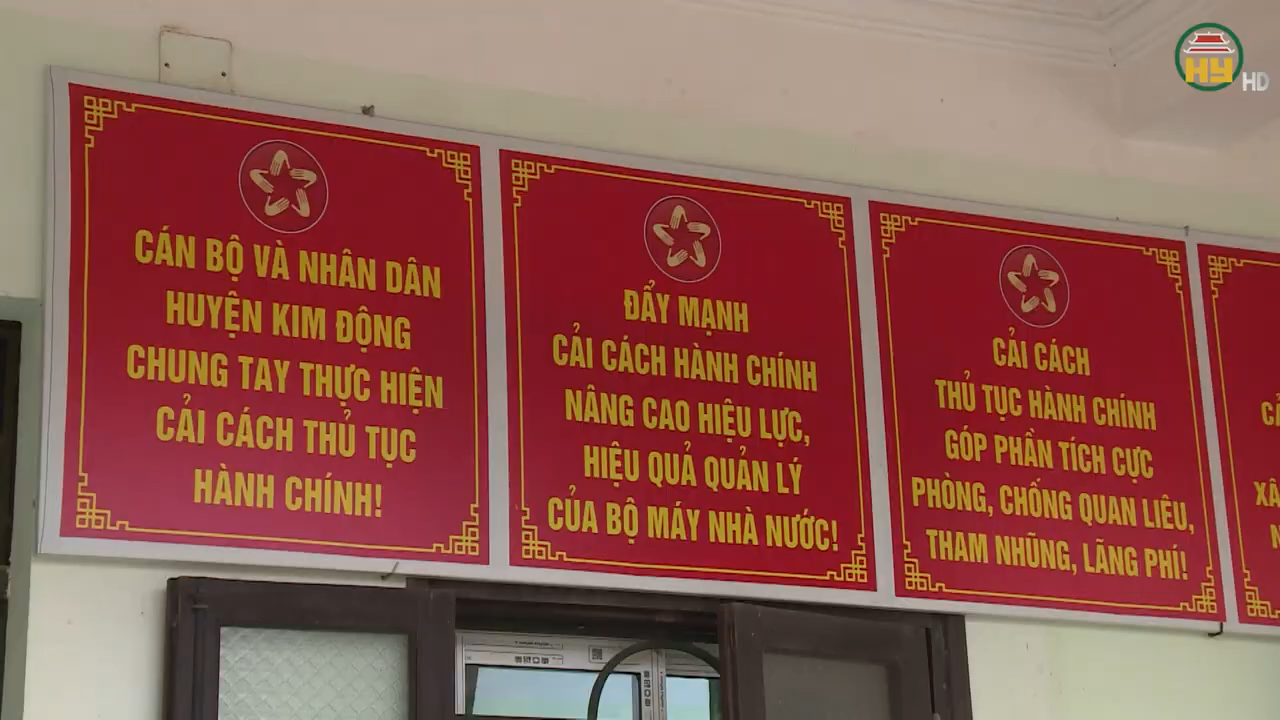 HY
HD
CÁN BỘ VÀ NHÂN DÂN
HUYỆN KIM ĐỘNG
CHUNG TAY THỰC HIỆN
CẢI CÁCH THỦ TỤC
HÀNH CHÍNH!
ĐẨY MẠNH
CẢI CÁCH HÀNH CHÍNH
NÂNG CAO HIỆU LỰC,
HIỆU QUẢ QUẢN LÝ
CỦA BỘ MÁY NHÀ NƯỚC!
CẢI CÁCH
THỦ TỤC HÀNH CHÍNH
GÓP PHẦN TÍCH CỰC
PHÒNG, CHỐNG QUAN LIÊU,
THAM NHŨNG, LÃNG PHÍ!